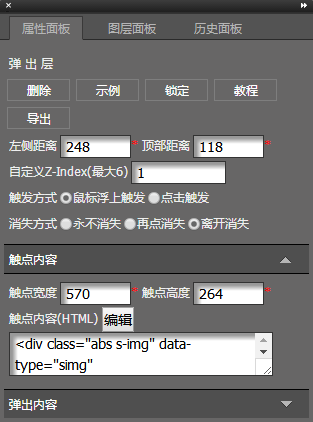 属性面板 图层面板 历史面板
弹 出 层
删除 示例 锁定 教程
导出
左侧距离 248 * 顶部距离 118 *
自定义Z-Index(最大6) 1
触发方式 鼠标浮上触发 点击触发
消失方式 永不消失 再点消失 离开消失
触点内容
触点宽度 570 * 触点高度 264 *
触点内容(HTML) 编辑
<div class="abs s-img" data-
type="simg"
弹出内容